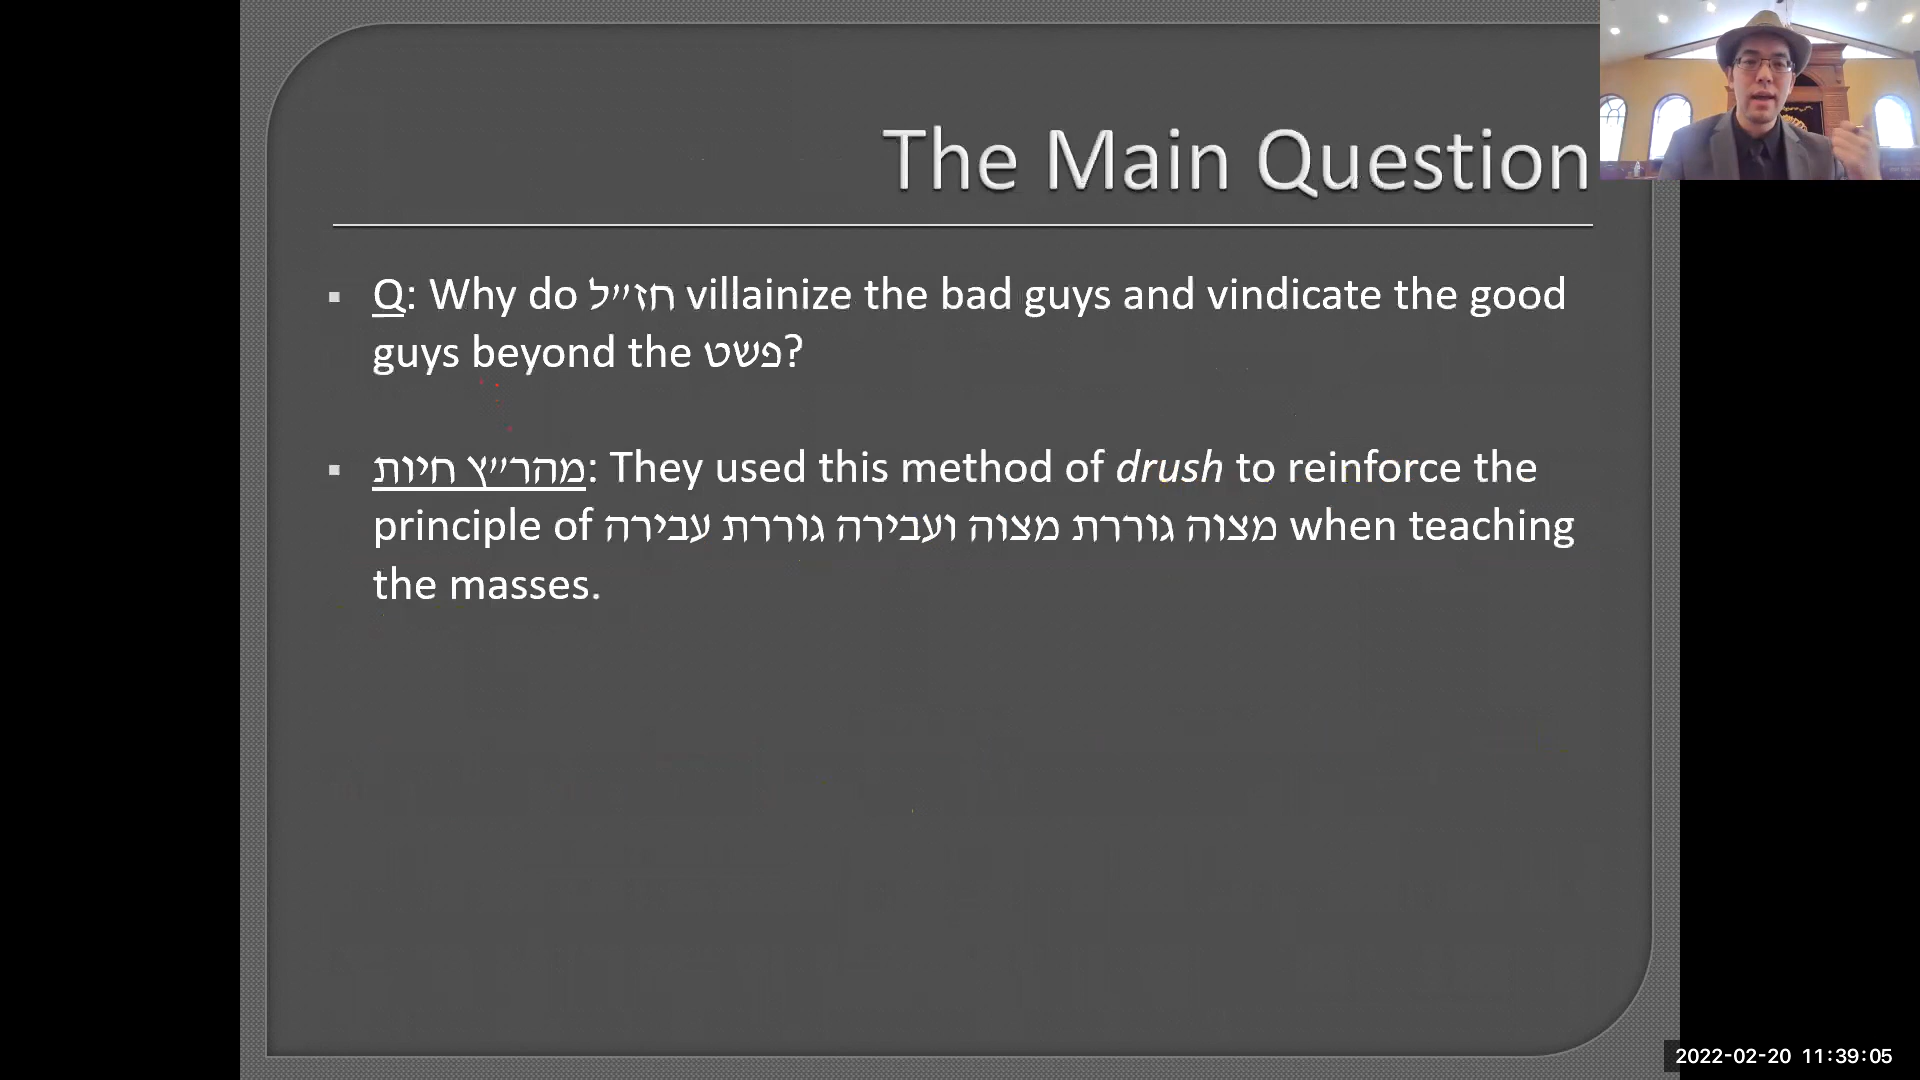 The Main Question
Q: Why do חז״ל villainize the bad guys and vindicate the good
guys beyond the פשט?
מהר״ץ חיות: They used this method of drush to reinforce the
principle of מצוה גוררת מצוה ועבירה גוררת עבירה when teaching
the masses.
2022-02-20 11:39:05